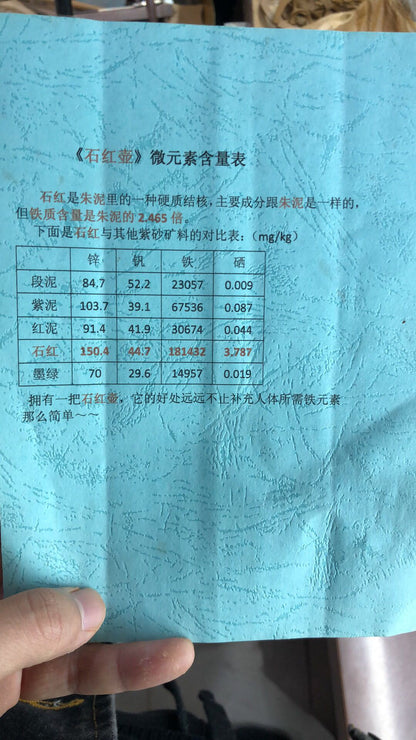 《石红壶》微元素含量表
石红是朱泥里的一种硬质结核，主要成分跟朱泥是一样的，
但铁质含量是朱泥的 2.465 倍。
下面是石红与其他紫砂矿料的对比表：（mg/kg）
锌 钒 铁 硒
段泥 84.7 52.2 23057 0.009
紫泥 103.7 39.1 67536 0.087
红泥 91.4 41.9 30674 0.044
石红 150.4 44.7 181432 3.787
墨绿 70 29.6 14957 0.019
拥有一把石红壶，它的好处远远不止补充人体所需铁元素
那么简单～～